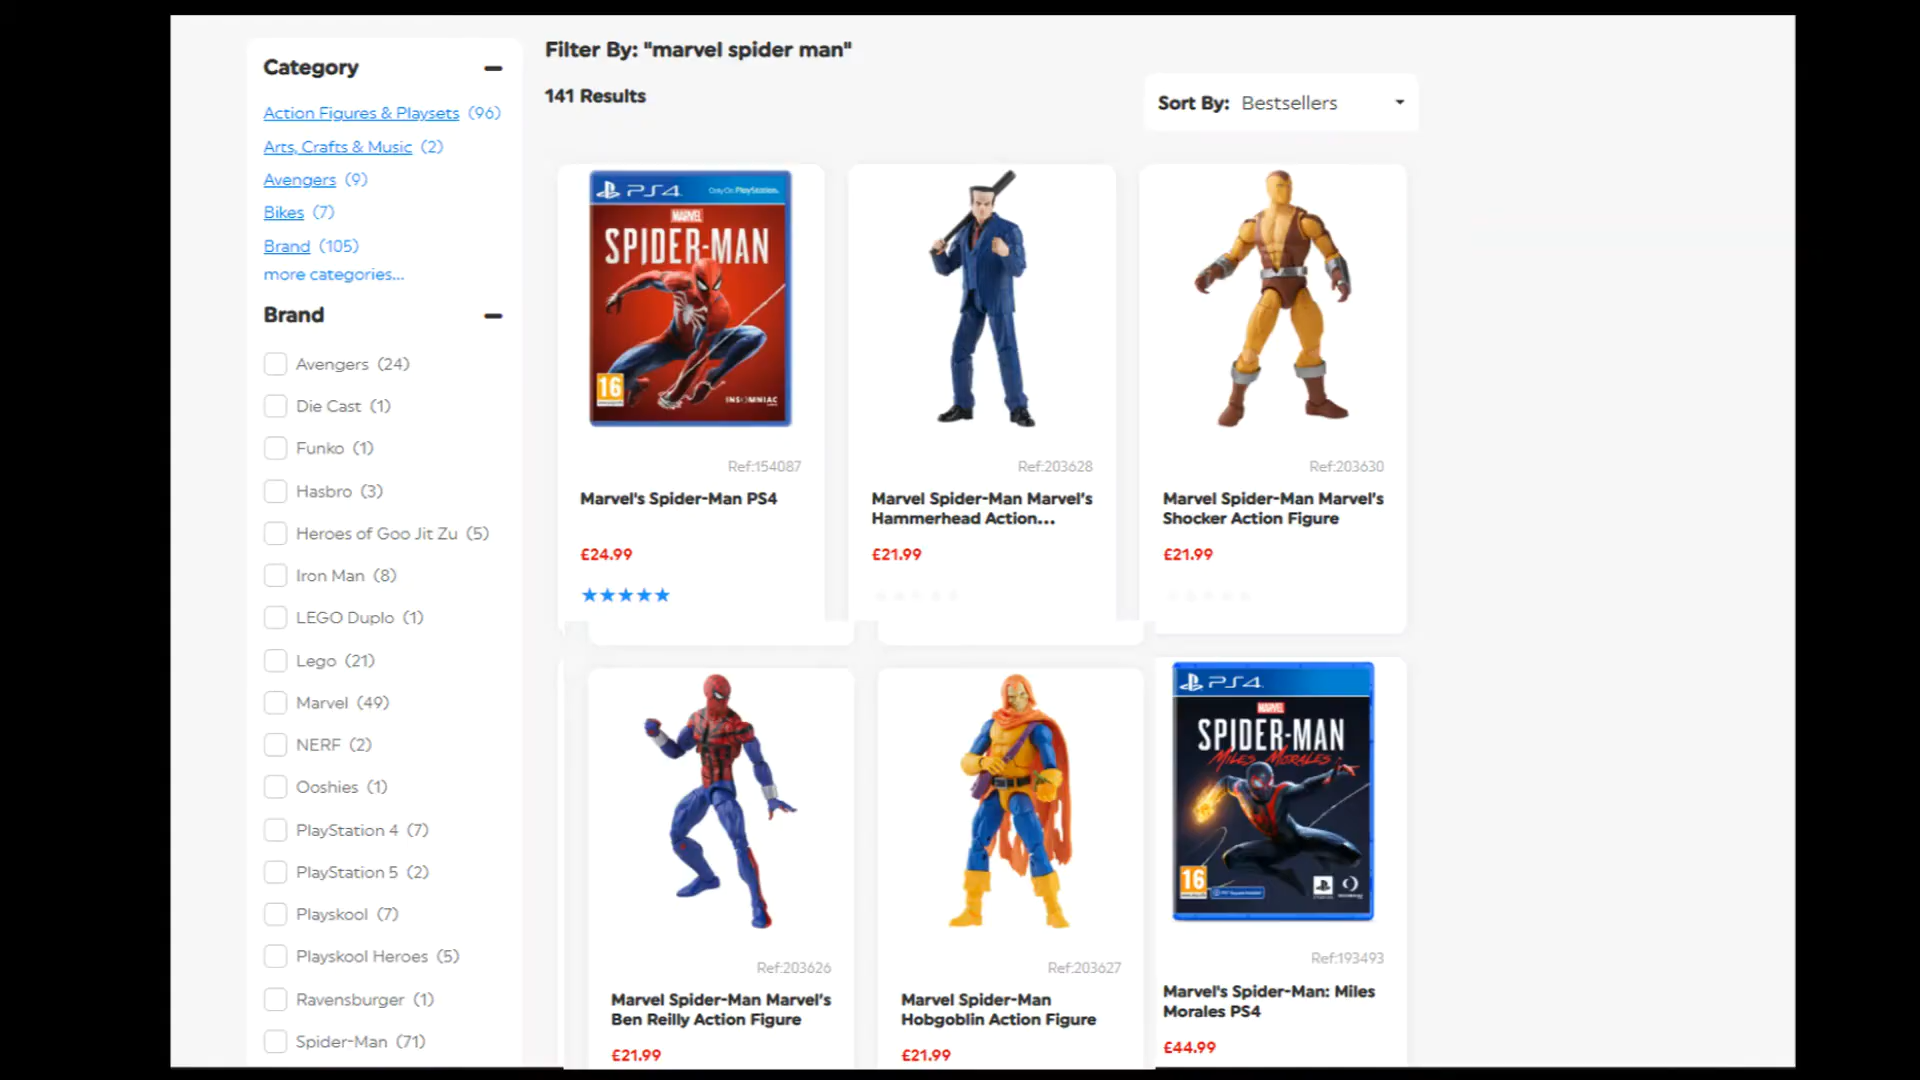 Category
Action Figures & Playsets (96)
Arts, Crafts & Music (2)
Avengers (9)
Bikes (7)
Brand (105)
more categories...
Brand
Avengers (24)
Die Cast (1)
Funko (1)
Hasbro (3)
Heroes of Goo Jit Zu (5)
Iron Man (8)
LEGO Duplo (1)
Lego (21)
Marvel (49)
NERF (2)
Ooshies (1)
PlayStation 4 (7)
PlayStation 5 (2)
Playskool (7)
Playskool Heroes (5)
Ravensburger (1)
Spider-Man (71)
Filter By: "marvel spider man"
141 Results
Sort By: Bestsellers
PS4 Only On PlayStation.
MARVEL
SPIDER-MAN
16
INSOMNIAC
Ref:154087
Marvel's Spider-Man PS4
£24.99
Ref:203628
Marvel Spider-Man Marvel's
Hammerhead Action...
£21.99
Ref:203630
Marvel Spider-Man Marvel's
Shocker Action Figure
£21.99
Ref:203626
Marvel Spider-Man Marvel's
Ben Reilly Action Figure
£21.99
Ref:203627
Marvel Spider-Man
Hobgoblin Action Figure
£21.99
PS4
MARVEL
SPIDER-MAN
MILES MORALES
16
Ref:193493
Marvel's Spider-Man: Miles
Morales PS4
£44.99